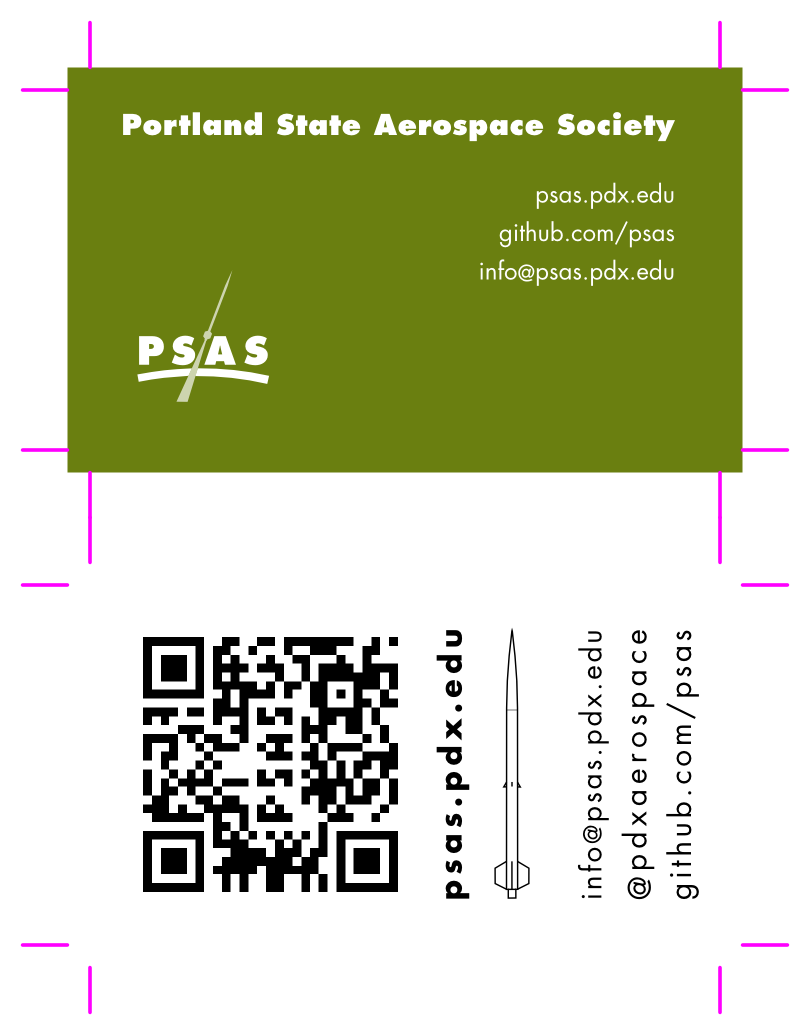 Portland State Aerospace Society
psas.pdx.edu
github.com/psas
info@psas.pdx.edu
PSAS
psas.pdx.edu
info@psas.pdx.edu
@pdxaerospace
github.com/psas